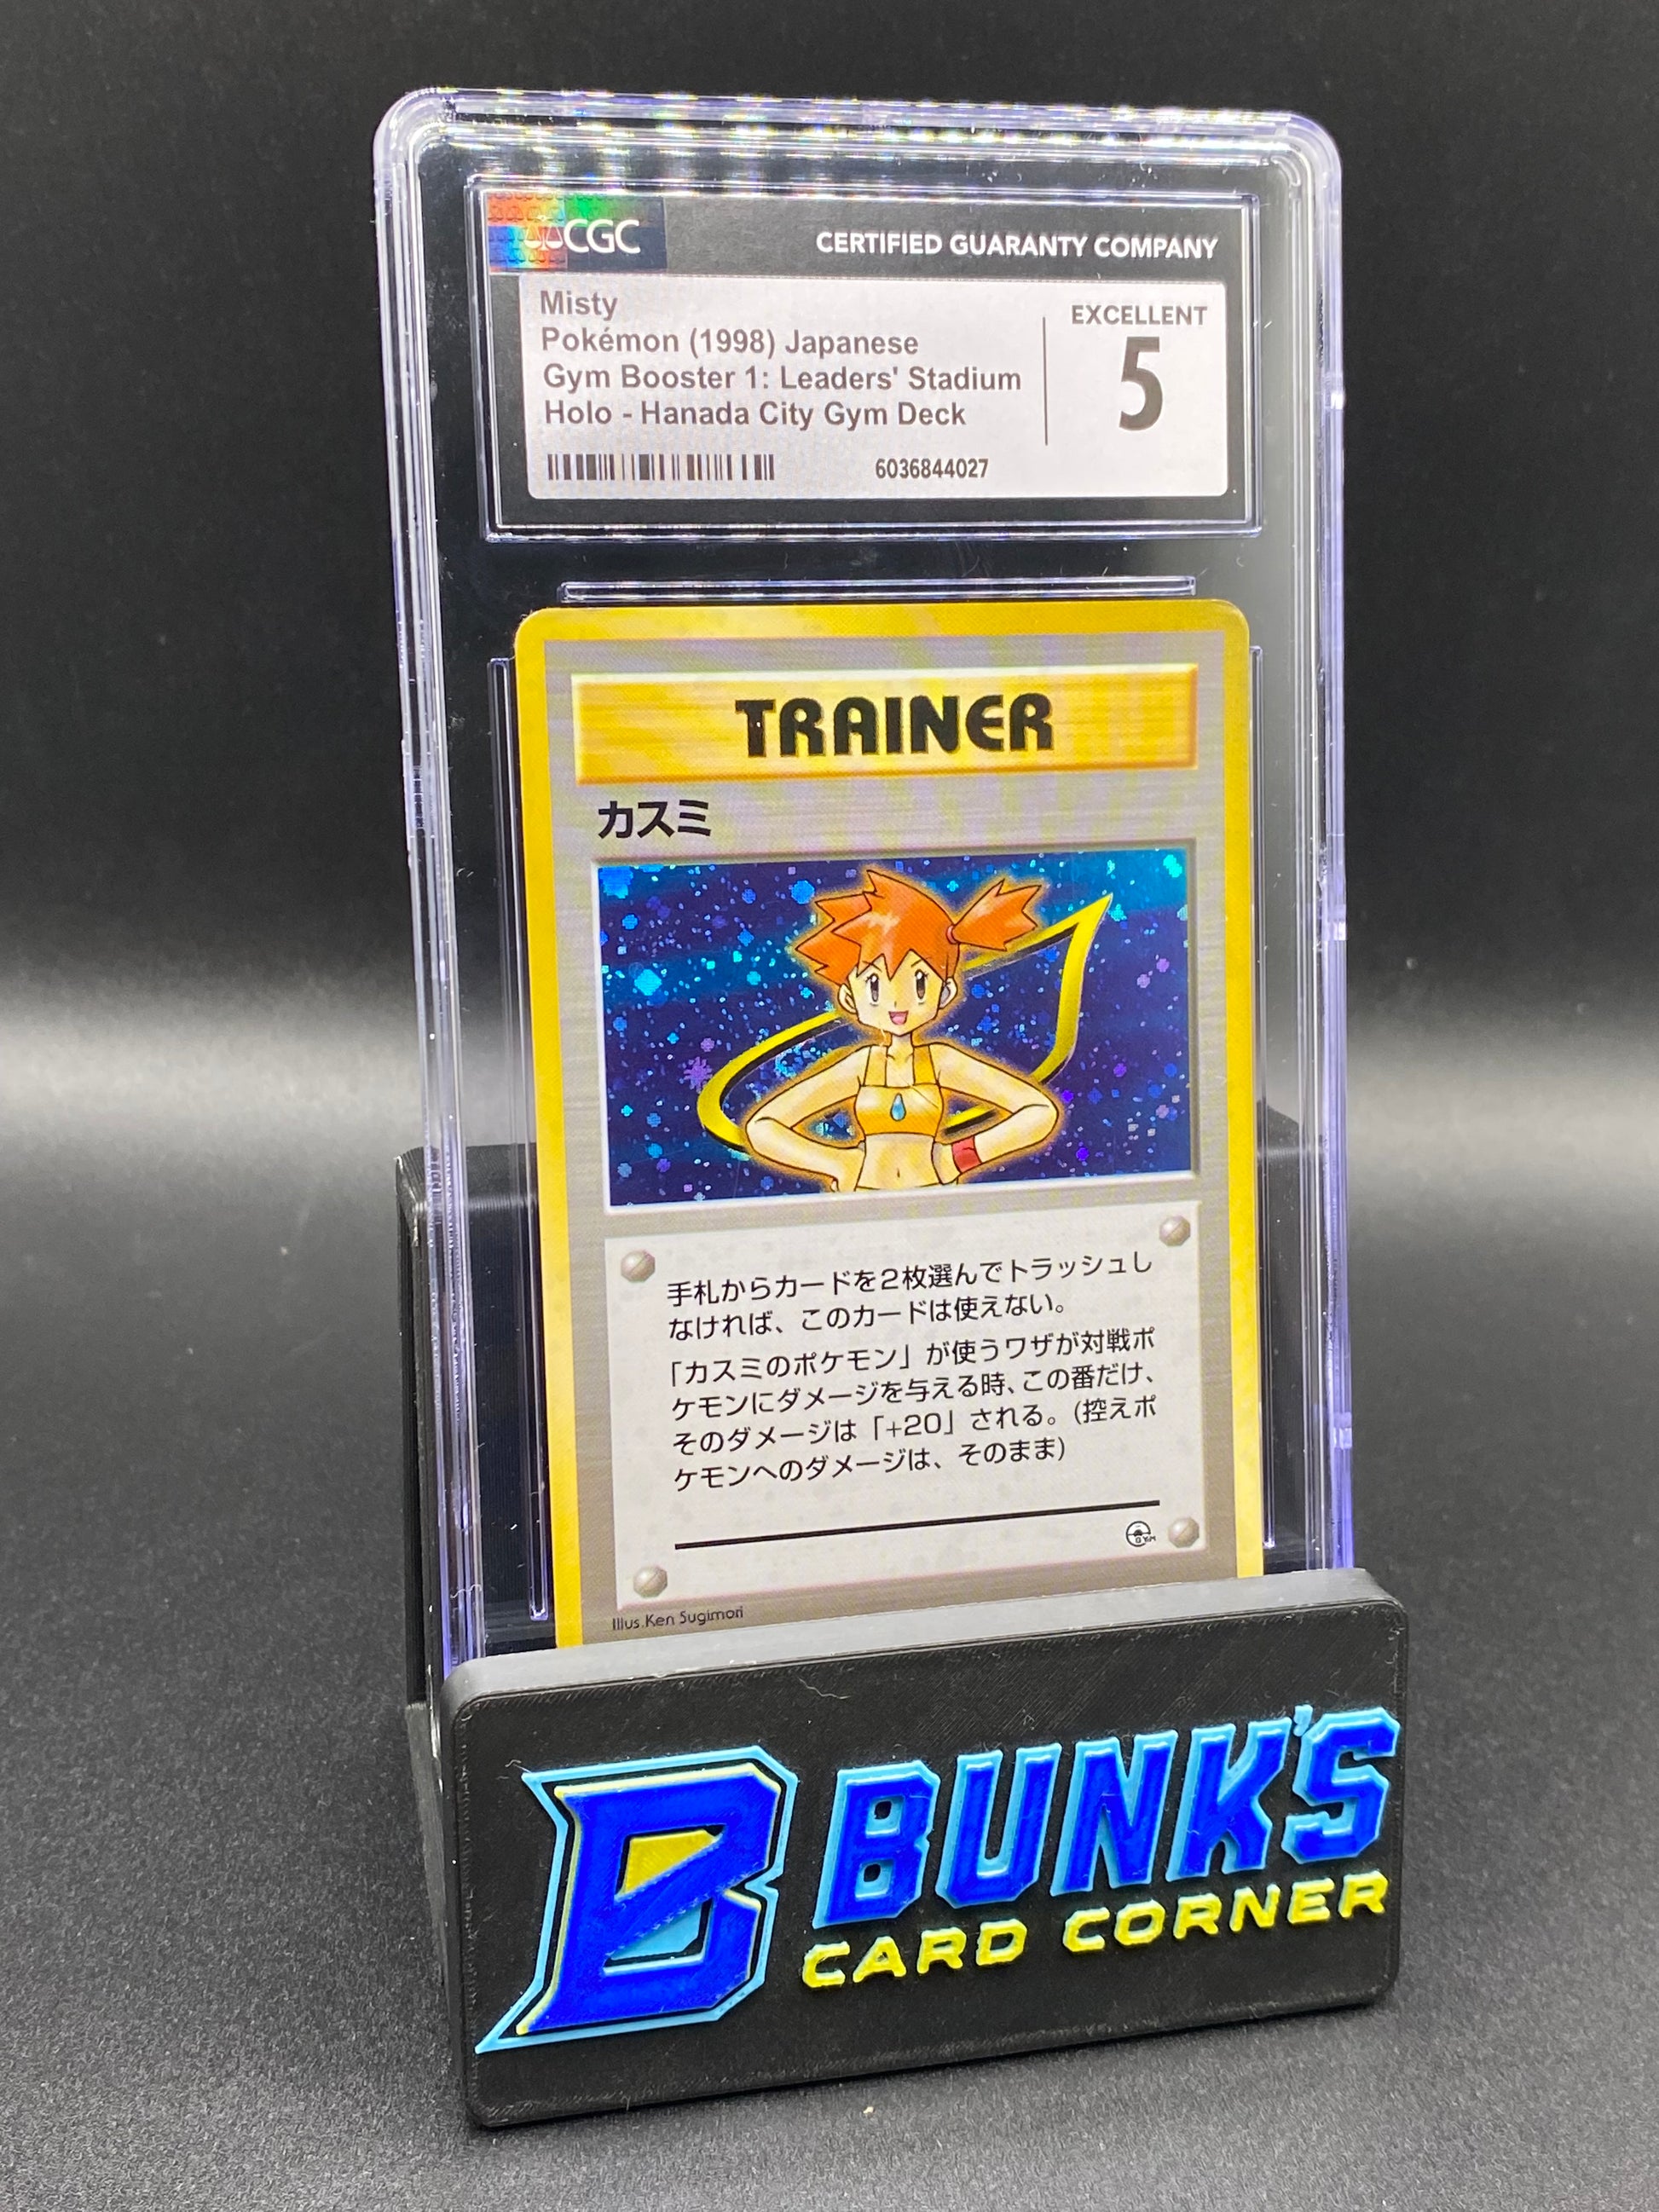 CGC
CERTIFIED GUARANTY COMPANY
Misty
Pokémon (1998) Japanese
Gym Booster 1: Leaders' Stadium
Holo - Hanada City Gym Deck
EXCELLENT
5
6036844027
TRAINER
カスミ
手札からカードを2枚選んでトラッシュし
なければ、このカードは使えない。
「カスミのポケモン」が使うワザが対戦ポ
ケモンにダメージを与える時、この番だけ、
そのダメージは「+20」される。(控えポ
ケモンへのダメージは、そのまま)
GYM
Illus.Ken Sugimori
B BUNK'S
CARD CORNER